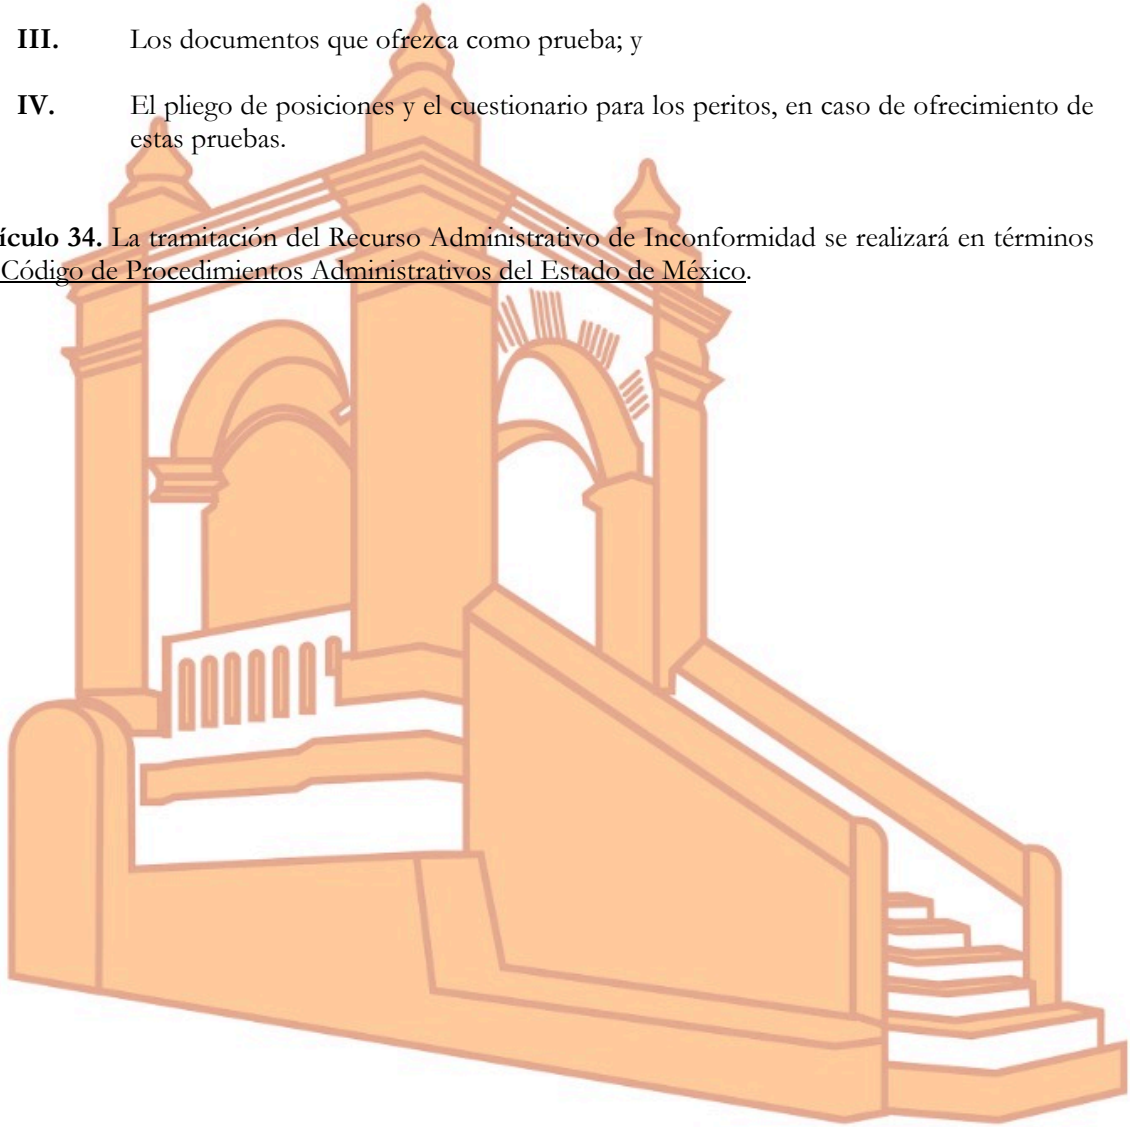 III. Los documentos que ofrezca como prueba; y
IV. El pliego de posiciones y el cuestionario para los peritos, en caso de ofrecimiento de
estas pruebas.
ículo 34. La tramitación del Recurso Administrativo de Inconformidad se realizará en términos
Código de Procedimientos Administrativos del Estado de México.